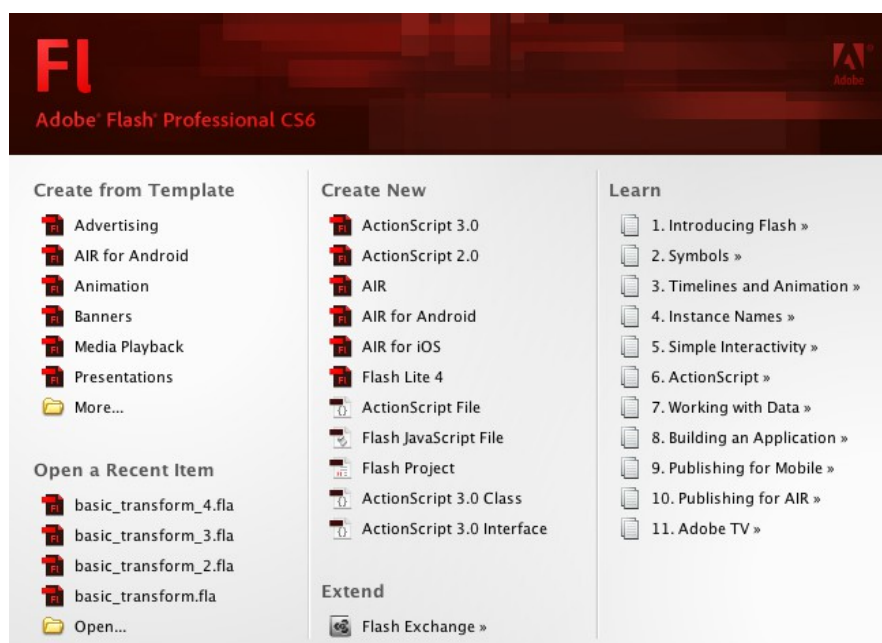 Fl
Adobe
Adobe® Flash® Professional CS6
Create from Template
Advertising
AIR for Android
Animation
Banners
Media Playback
Presentations
More...
Open a Recent Item
basic_transform_4.fla
basic_transform_3.fla
basic_transform_2.fla
basic_transform.fla
Open...
Create New
ActionScript 3.0
ActionScript 2.0
AIR
AIR for Android
AIR for iOS
Flash Lite 4
ActionScript File
Flash JavaScript File
Flash Project
ActionScript 3.0 Class
ActionScript 3.0 Interface
Extend
Flash Exchange »
Learn
1. Introducing Flash »
2. Symbols »
3. Timelines and Animation »
4. Instance Names »
5. Simple Interactivity »
6. ActionScript »
7. Working with Data »
8. Building an Application »
9. Publishing for Mobile »
10. Publishing for AIR »
11. Adobe TV »